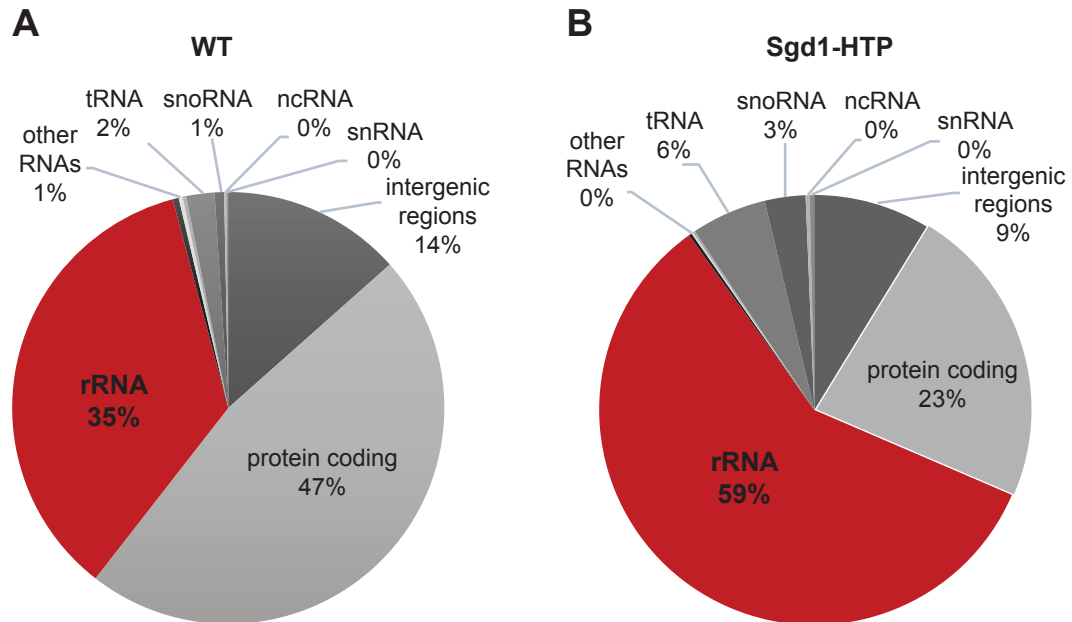 A
WT
tRNA
2%
snoRNA
1%
ncRNA
0%
snRNA
0%
other
RNAs
1%
intergenic
regions
14%
rRNA
35%
protein coding
47%
B
Sgd1-HTP
tRNA
6%
snoRNA
3%
ncRNA
0%
snRNA
0%
other
RNAs
0%
intergenic
regions
9%
protein coding
23%
rRNA
59%